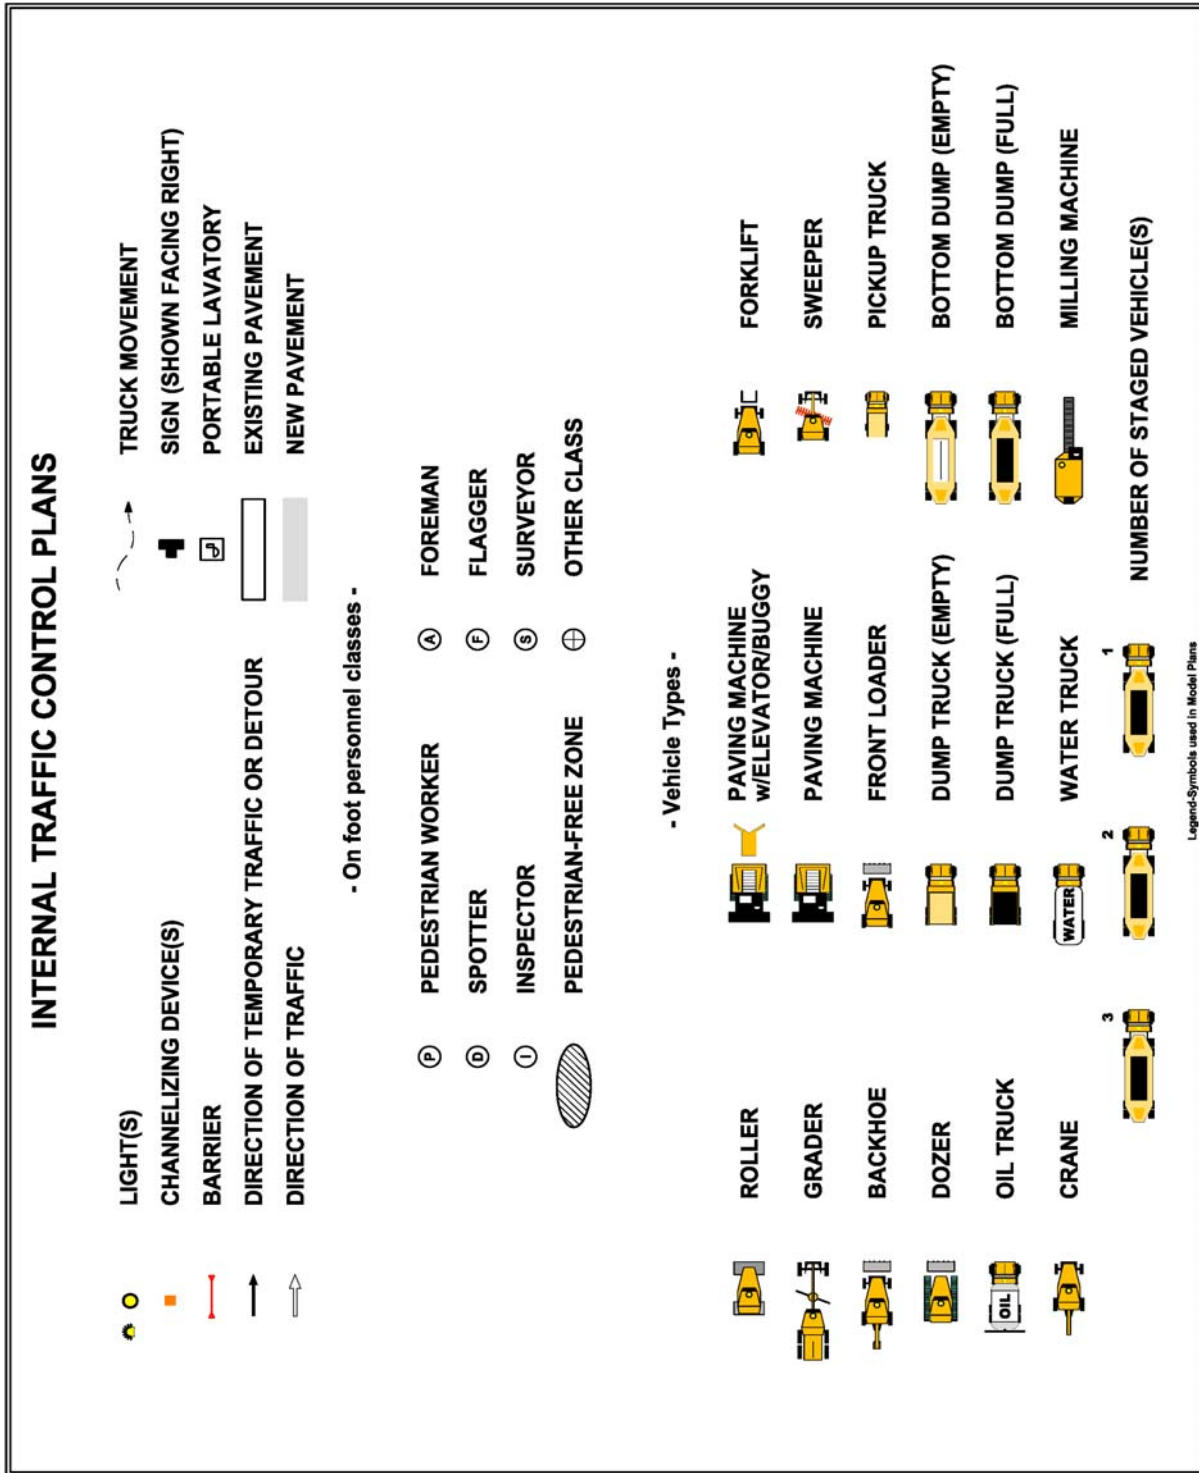 INTERNAL TRAFFIC CONTROL PLANS
LIGHT(S)
CHANNELIZING DEVICE(S)
BARRIER
DIRECTION OF TEMPORARY TRAFFIC OR DETOUR
DIRECTION OF TRAFFIC
TRUCK MOVEMENT
SIGN (SHOWN FACING RIGHT)
PORTABLE LAVATORY
EXISTING PAVEMENT
NEW PAVEMENT
- On foot personnel classes -
P PEDESTRIAN WORKER
D SPOTTER
I INSPECTOR
PEDESTRIAN-FREE ZONE
A FOREMAN
F FLAGGER
S SURVEYOR
OTHER CLASS
- Vehicle Types -
ROLLER
GRADER
BACKHOE
DOZER
OIL OIL TRUCK
CRANE
PAVING MACHINE
w/ELEVATOR/BUGGY
PAVING MACHINE
FRONT LOADER
DUMP TRUCK (EMPTY)
DUMP TRUCK (FULL)
WATER WATER TRUCK
FORKLIFT
SWEEPER
PICKUP TRUCK
BOTTOM DUMP (EMPTY)
BOTTOM DUMP (FULL)
MILLING MACHINE
3 2 1 NUMBER OF STAGED VEHICLE(S)
Legend-Symbols used in Model Plans